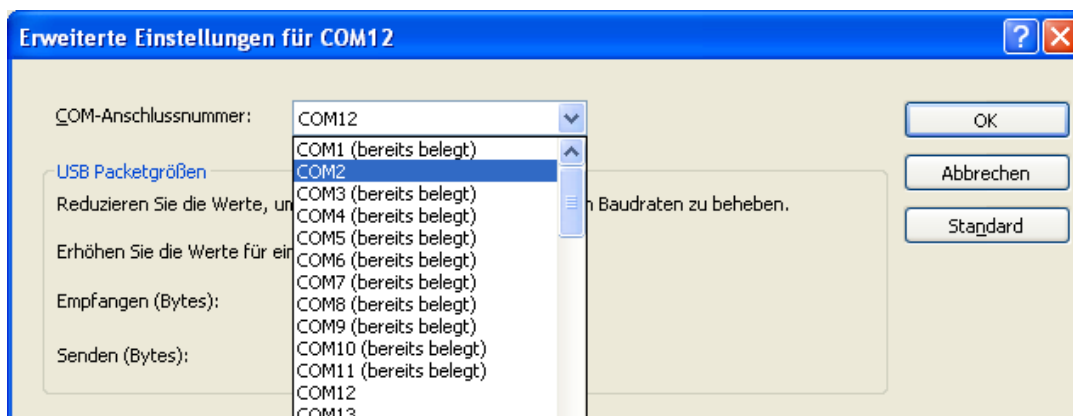 Erweiterte Einstellungen für COM12
COM-Anschlussnummer:
COM12
OK
COM1 (bereits belegt)
USB Packetgrößen
COM2
Abbrechen
COM3 (bereits belegt)
Reduzieren Sie die Werte,
Baudraten zu beheben.
COM4 (bereits belegt)
Standard
COM5 (bereits belegt)
Erhöhen Sie die Werte für
COM6 (bereits belegt)
COM7 (bereits belegt)
Empfangen (Bytes):
COM8 (bereits belegt)
COM9 (bereits belegt)
COM10 (bereits belegt)
Senden (Bytes):
COM11 (bereits belegt)
COM12
COM13